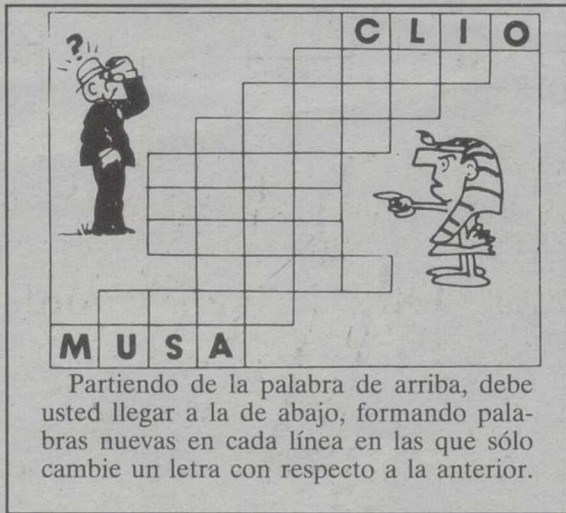 ?
CLIO
MUSA
Partiendo de la palabra de arriba, debe
usted llegar a la de abajo, formando pala-
bras nuevas en cada línea en las que sólo
cambie un letra con respecto a la anterior.